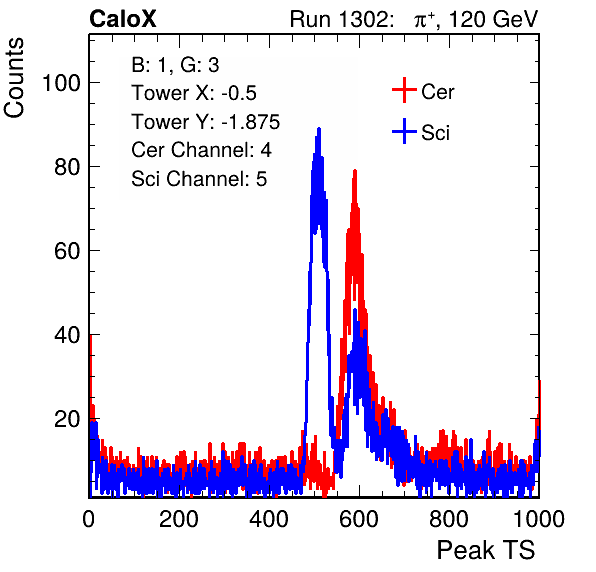 CaloX Run 1302: π⁺, 120 GeV
Counts
B: 1, G: 3
Tower X: -0.5
Tower Y: -1.875
Cer Channel: 4
Sci Channel: 5
Cer
Sci
100
80
60
40
20
0 200 400 600 800 1000
Peak TS